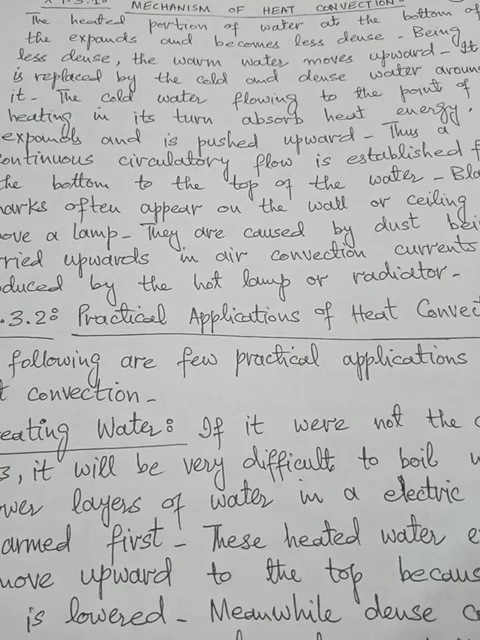 MECHANISM OF HEAT CONVECTION
The heated portion of water at the bottom of
the expands and becomes less dense - Being
less dense, the warm water moves upward - It
is replaced by the cold and dense water aroun
it - The cold water flowing to the point of
heating in its turn absorb heat energy,
expands and is pushed upward - Thus a
continuous circulatory flow is established f
the bottom to the top of the water - Bla
marks often appear on the wall or ceiling
ove a lamp - They are caused by dust bein
rried upwards in air convection currents
oduced by the hot lamp or radiator -
.3.2: Practical Applications of Heat Convec
following are few practical applications
t convection -
eating Water: If it were not the c
s, it will be very difficult to boil w
ower layers of water in a electric
armed first - These heated water e
move upward to the top becaus
is lowered - Meanwhile dense c